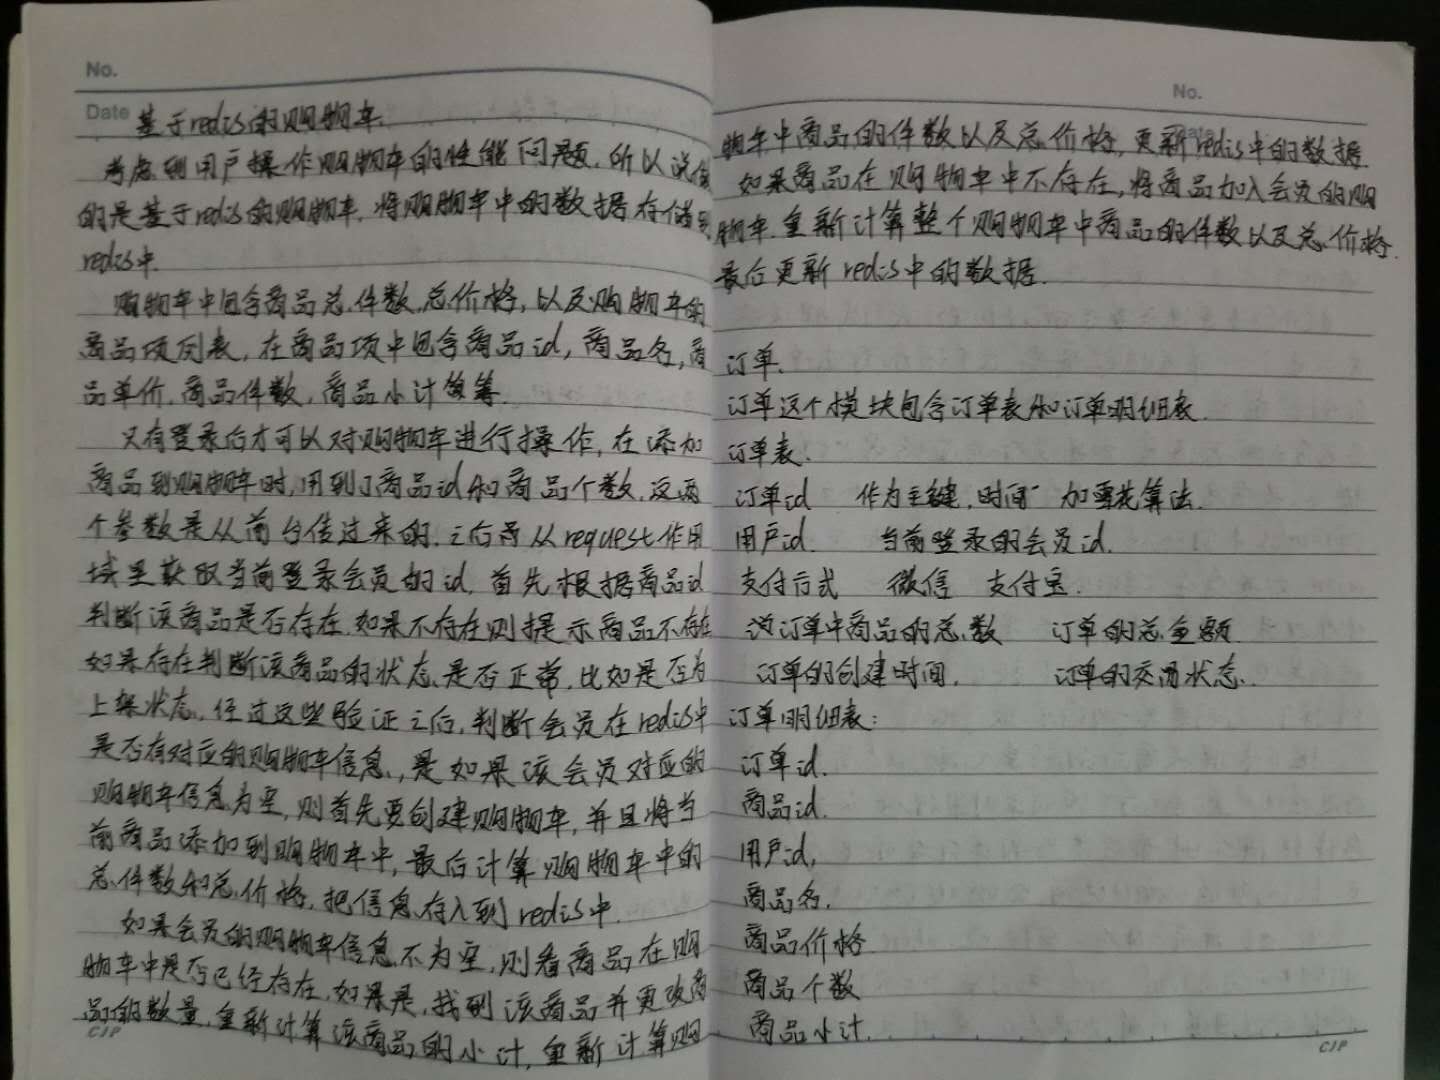 No.
Date 基于redis的购物车.
考虑到用户操作购物车的性能问题.所以说做
的是基于redis的购物车,将购物车中的数据存储到
redis中.
购物车中包含商品总件数,总价格,以及购物车的
商品项列表,在商品项中包含商品id,商品名,商
品单价,商品件数,商品小计等等.
只有登录后才可以对购物车进行操作,在添加
商品到购物车时,用到了商品id和商品个数,这两
个参数是从前台传过来的.之后再从request作用
域里获取当前登录会员的id,首先根据商品id
判断该商品是否存在.如果不存在则提示商品不存在
如果存在判断该商品的状态是否正常,比如是否为
上架状态,经过这些验证之后,判断会员在redis中
是否有对应的购物车信息,是如果该会员对应的
购物车信息为空,则首先要创建购物车,并且将当
前商品添加到购物车中,最后计算购物车中的
总件数和总价格,把信息存入到redis中.
如果会员的购物车信息不为空,则看商品在购
物车中是否已经存在,如果是,找到该商品并更改商
品的数量,重新计算该商品的小计,重新计算购
CJP
No.
物车中商品的件数以及总价格,更新redis中的数据.
如果商品在购物车中不存在,将商品加入会员的购
物车.重新计算整个购物车中商品的件数以及总价格.
最后更新redis中的数据.
订单.
订单这个模块包含订单表和订单明细表.
订单表.
订单id 作为主键,时间 加雪花算法.
用户id. 当前登录的会员id.
支付方式 微信 支付宝.
该订单中商品的总数 订单的总金额.
订单的创建时间. 订单的交易状态.
订单明细表:
订单id.
商品id.
用户id,
商品名.
商品价格
商品个数
商品小计.
CJP